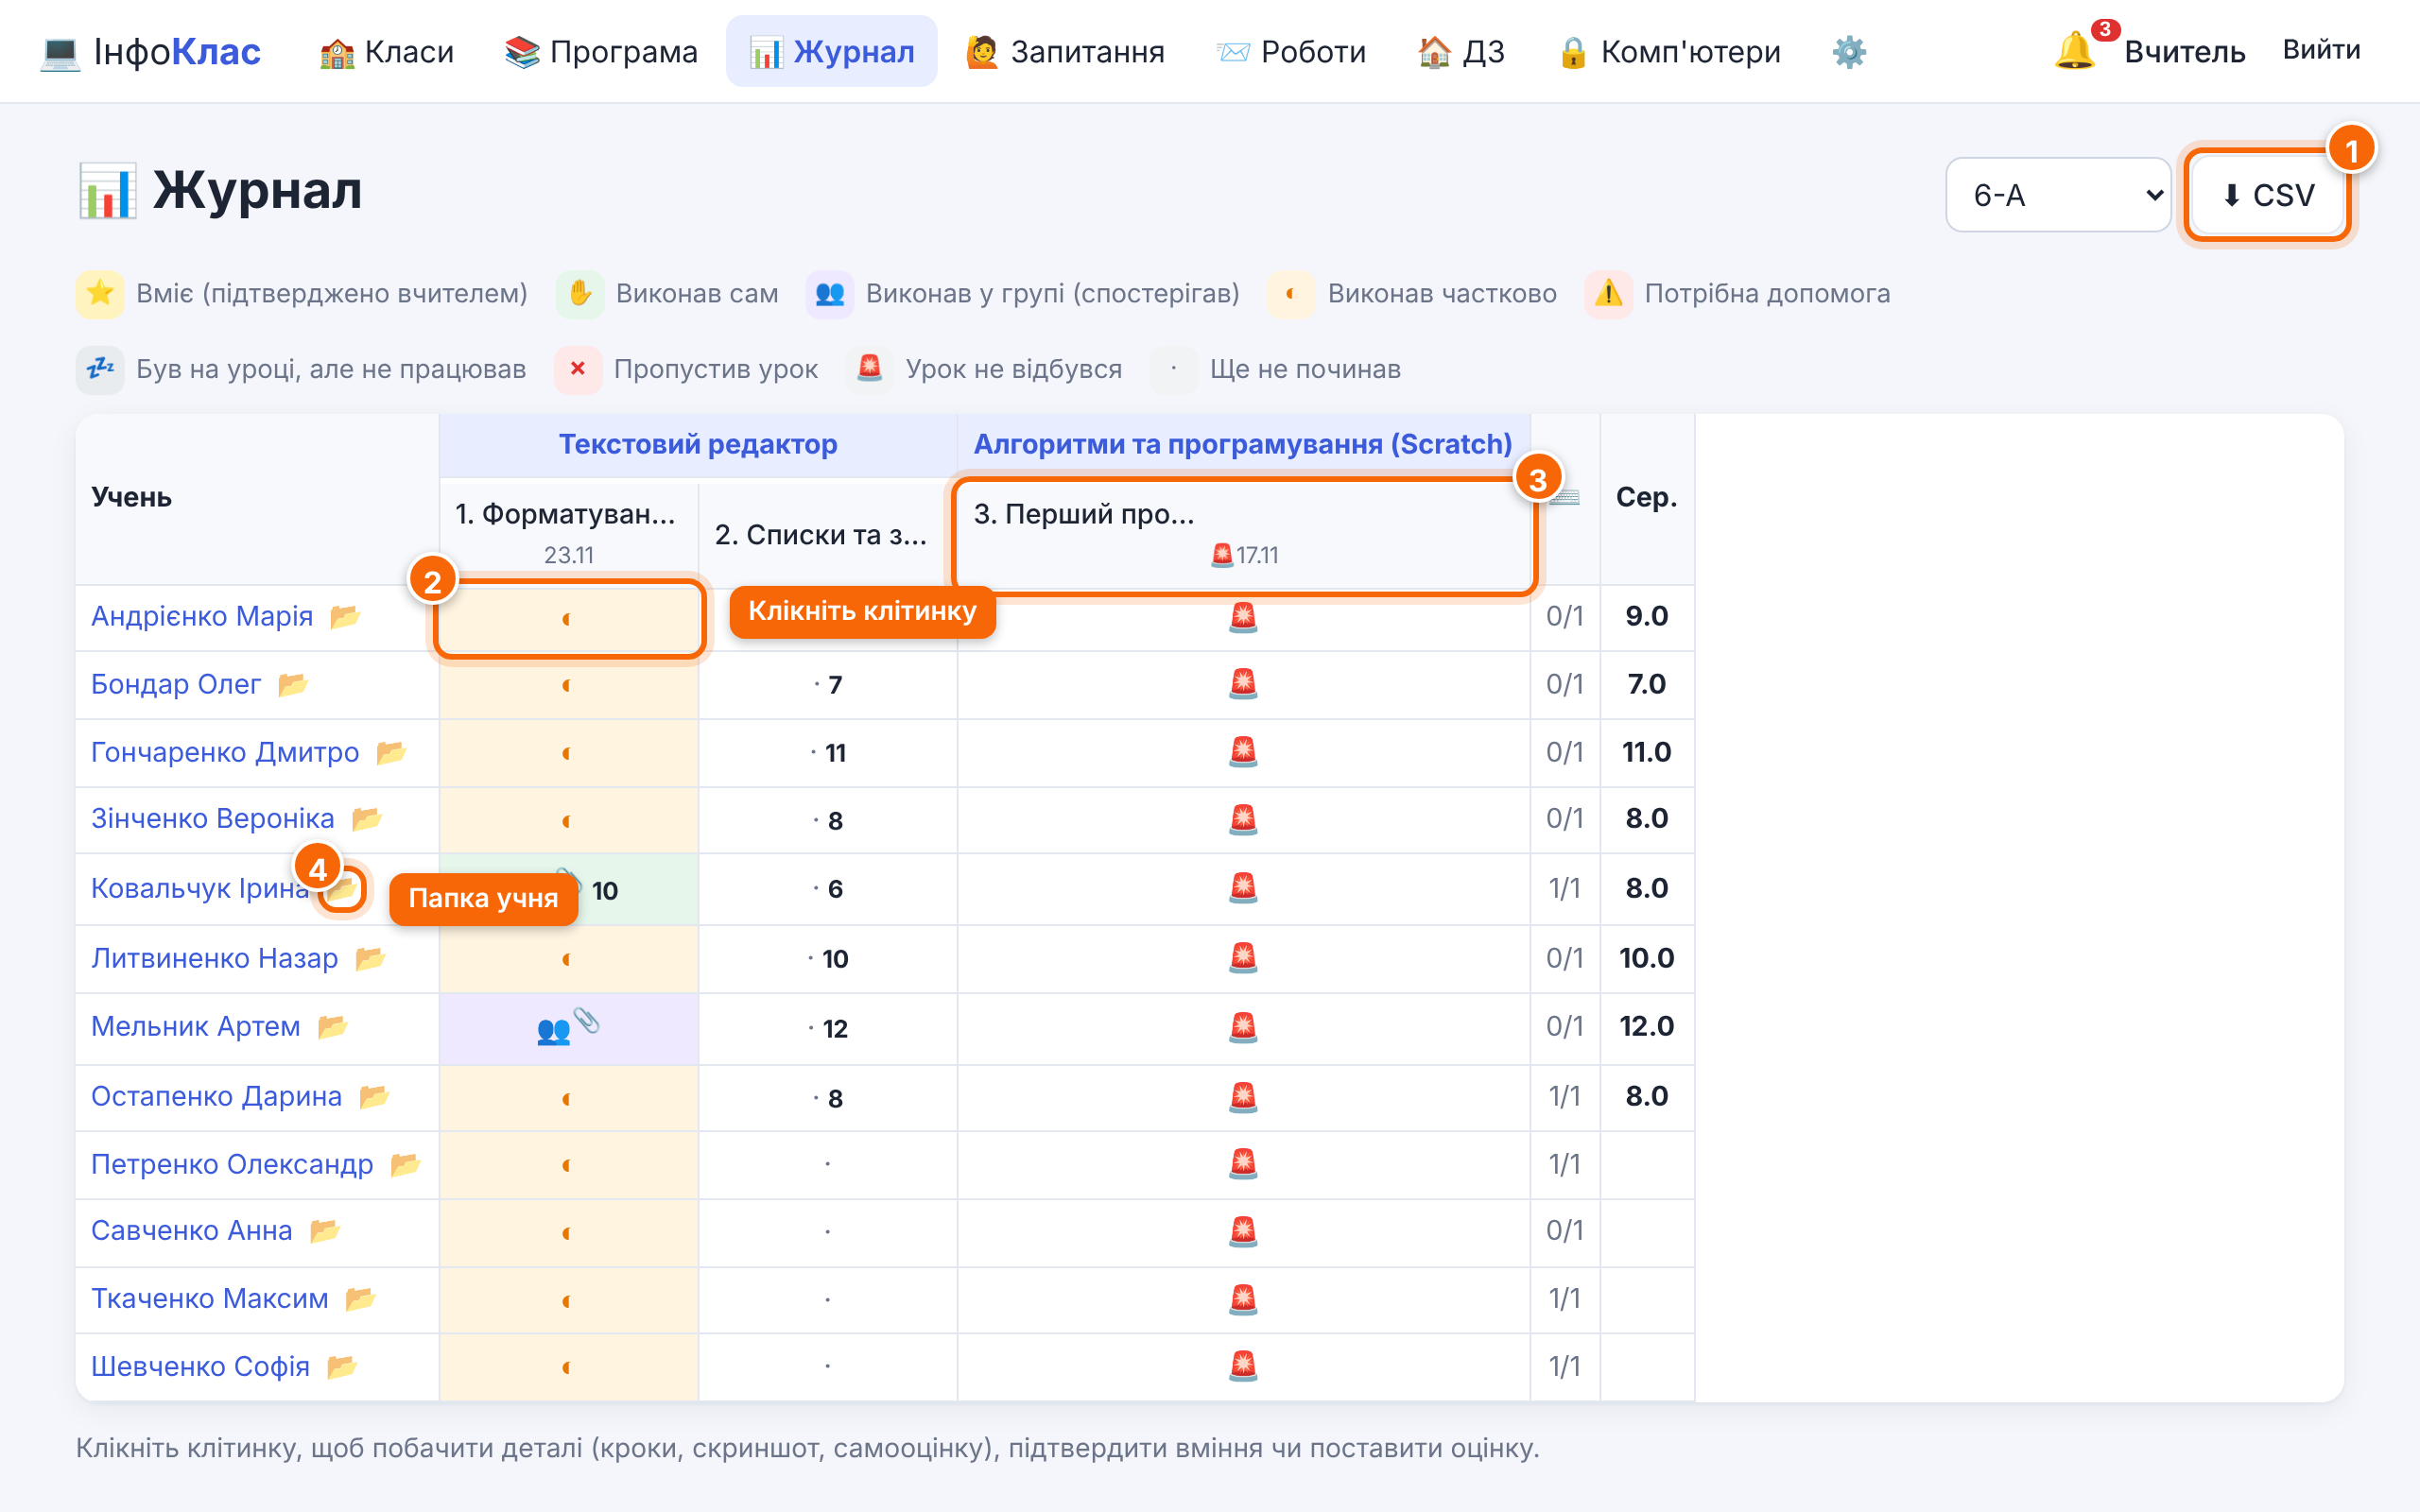 ІнфоКлас Класи Програма Журнал Запитання Роботи ДЗ Комп'ютери 3 Вчитель Вийти
Журнал 6-А ⬇ CSV 1
Вміє (підтверджено вчителем) Виконав сам Виконав у групі (спостерігав) Виконав частково Потрібна допомога
Був на уроці, але не працював Пропустив урок Урок не відбувся Ще не починав
Текстовий редактор Алгоритми та програмування (Scratch)
Учень 1. Форматуван... 2. Списки та з... 3. Перший про... 3 Сер.
23.11 17.11
2 Клікніть клітинку
Андрієнко Марія 0/1 9.0
Бондар Олег · 7 0/1 7.0
Гончаренко Дмитро · 11 0/1 11.0
Зінченко Вероніка · 8 0/1 8.0
4 Папка учня
Ковальчук Ірина 10 · 6 1/1 8.0
Литвиненко Назар · 10 0/1 10.0
Мельник Артем · 12 0/1 12.0
Остапенко Дарина · 8 1/1 8.0
Петренко Олександр · 1/1
Савченко Анна · 0/1
Ткаченко Максим · 1/1
Шевченко Софія · 1/1
Клікніть клітинку, щоб побачити деталі (кроки, скриншот, самооцінку), підтвердити вміння чи поставити оцінку.